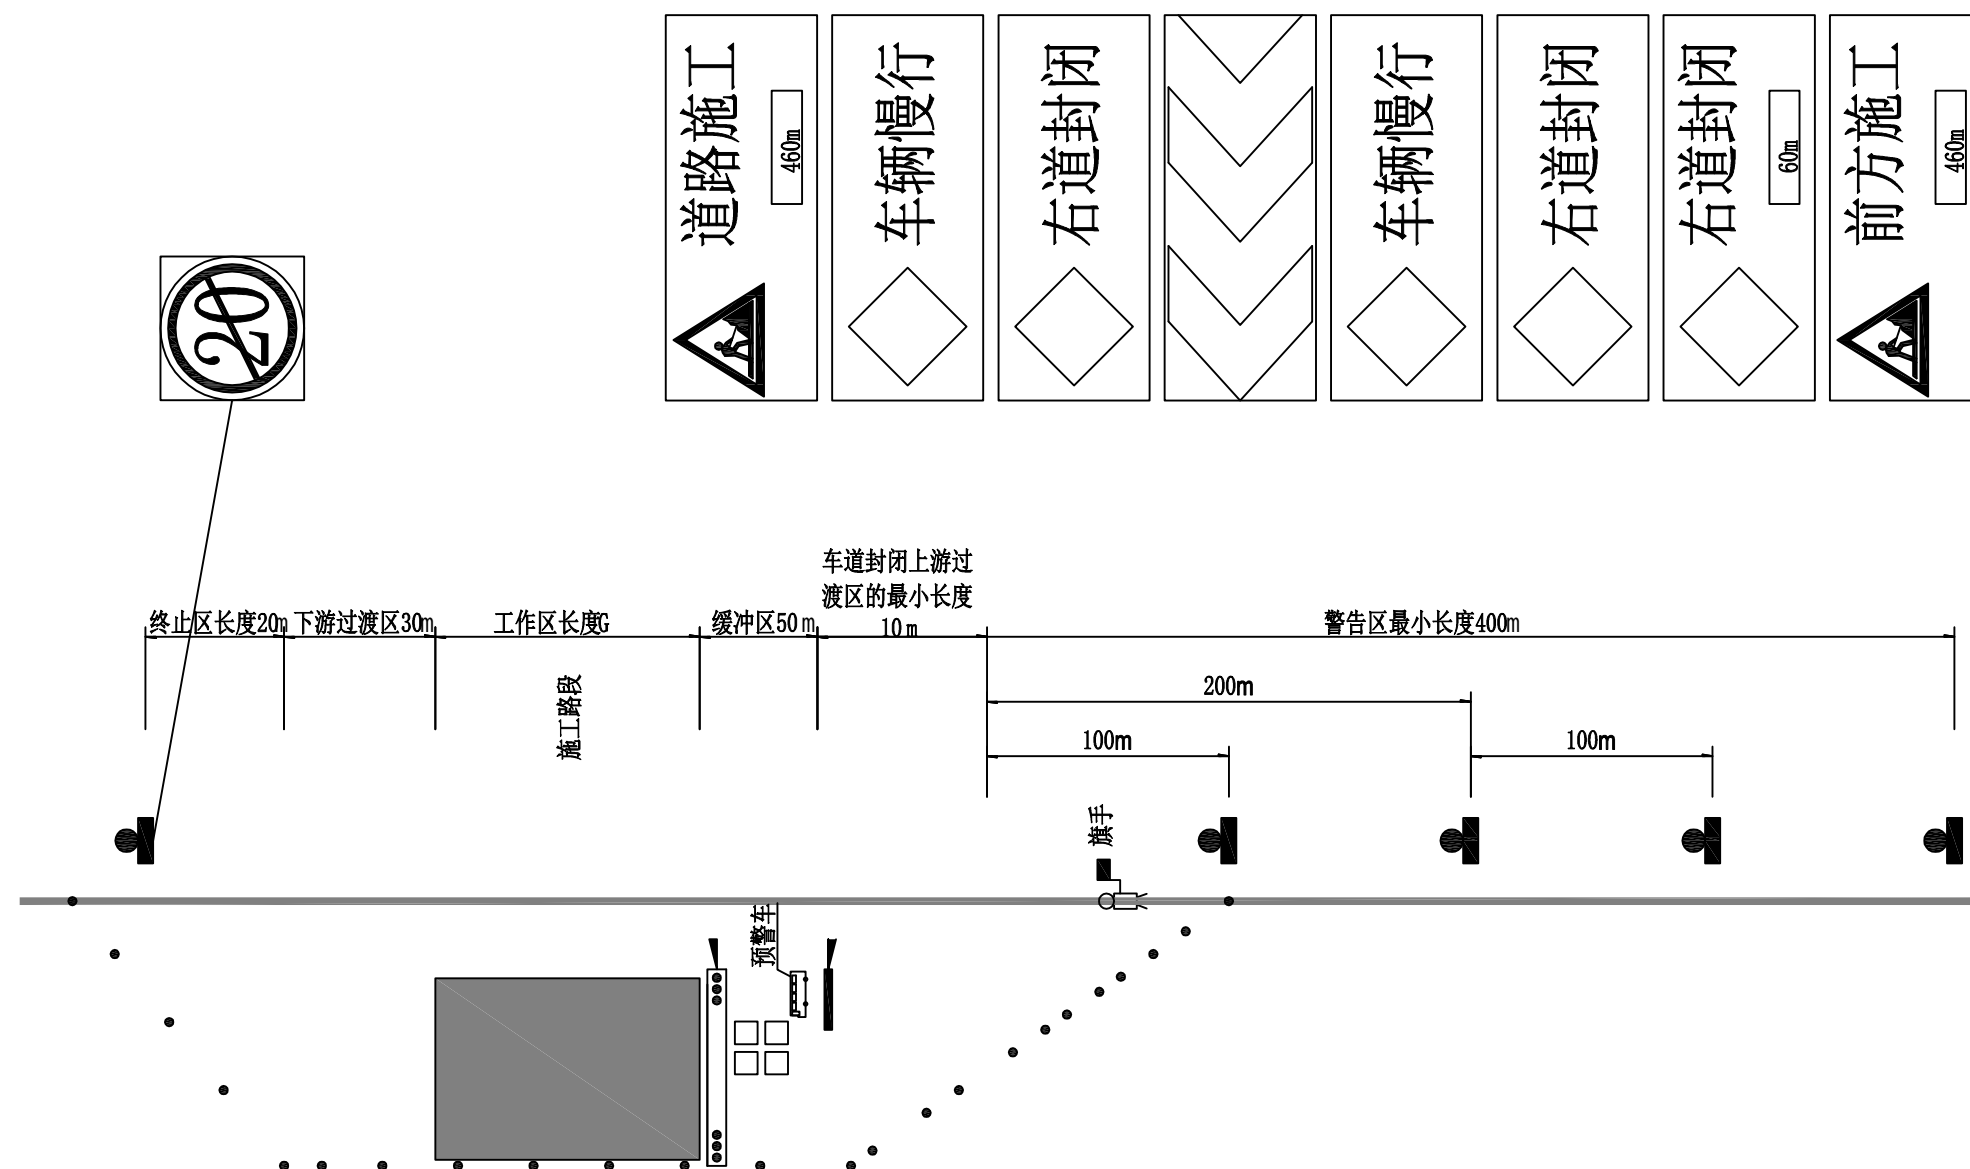 道路施工
460m
车辆慢行
右道封闭
车辆慢行
右道封闭
右道封闭
60m
前方施工
460m
20
车道封闭上游过
渡区的最小长度
10m
终止区长度20m
下游过渡区30m
工作区长度G
缓冲区50m
警告区最小长度400m
施工路段
200m
100m
100m
旗手
预警车